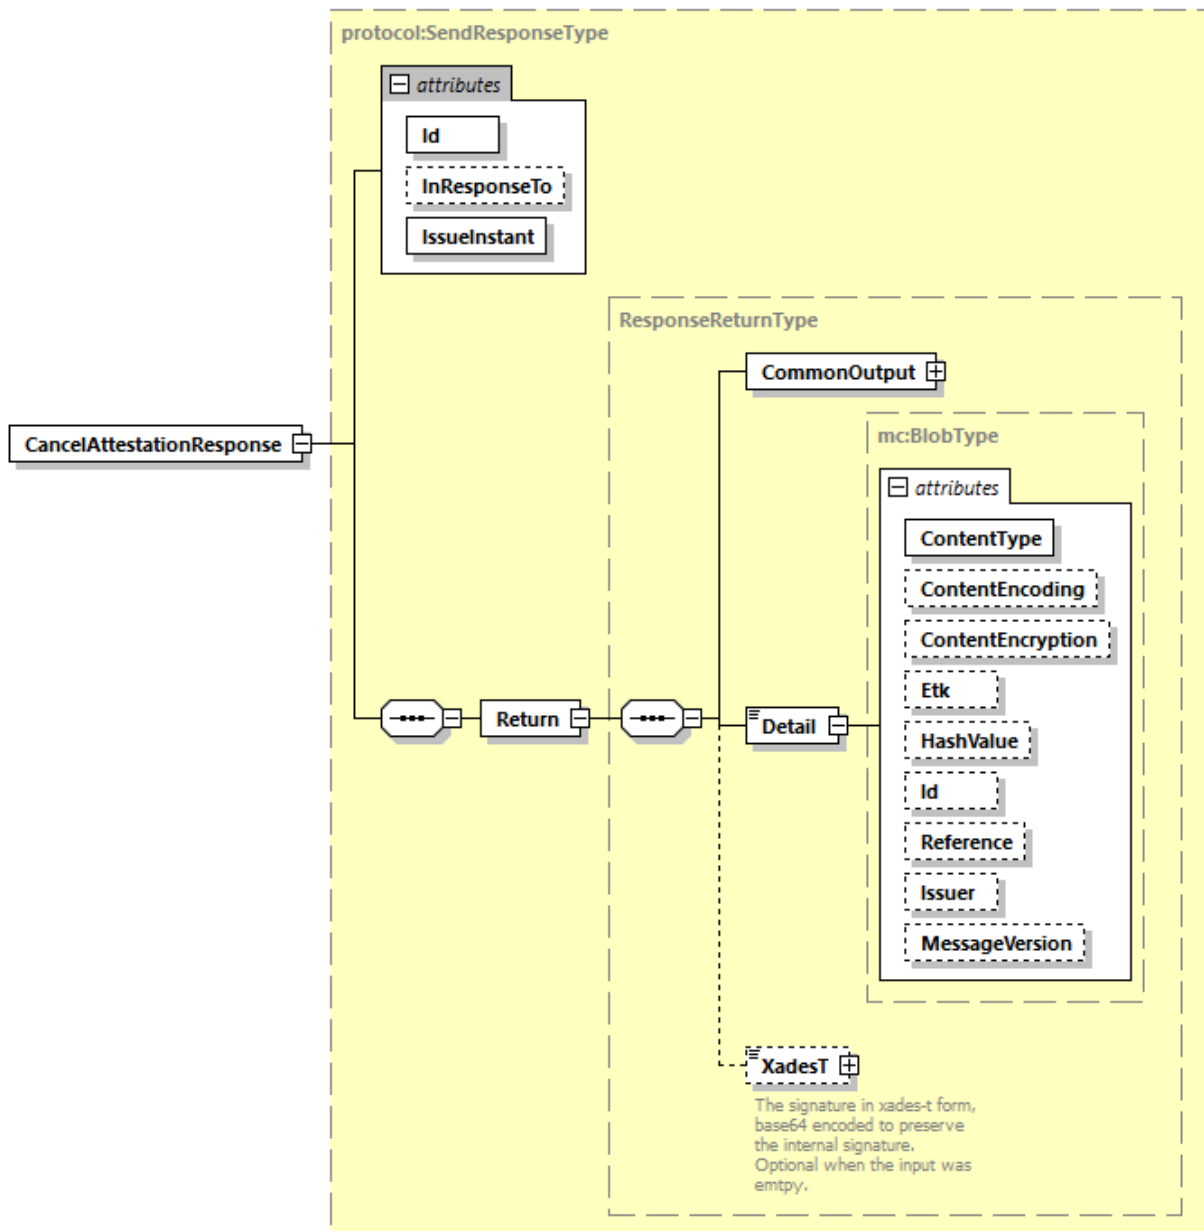 protocol:SendResponseType
attributes
Id
InResponseTo
IssueInstant
ResponseReturnType
CommonOutput
mc:BlobType
CancelAttestationResponse
attributes
ContentType
ContentEncoding
ContentEncryption
Etk
Return
Detail
HashValue
Id
Reference
Issuer
MessageVersion
XadesT
The signature in xades-t form,
base64 encoded to preserve
the internal signature.
Optional when the input was
emtpy.